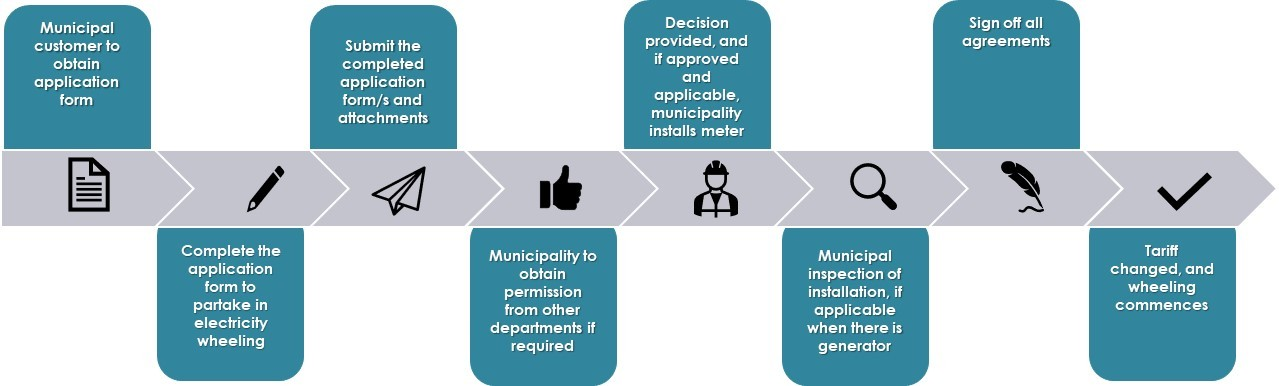 Municipal
customer to
obtain
application
form
Complete the
application
form to
partake in
electricity
wheeling
Submit the
completed
application
form/s and
attachments
Municipality to
obtain
permission
from other
departments if
required
Decision
provided, and
if approved
and
applicable,
municipality
installs meter
Municipal
inspection of
installation, if
applicable
when there is
generator
Sign off all
agreements
Tariff
changed, and
wheeling
commences